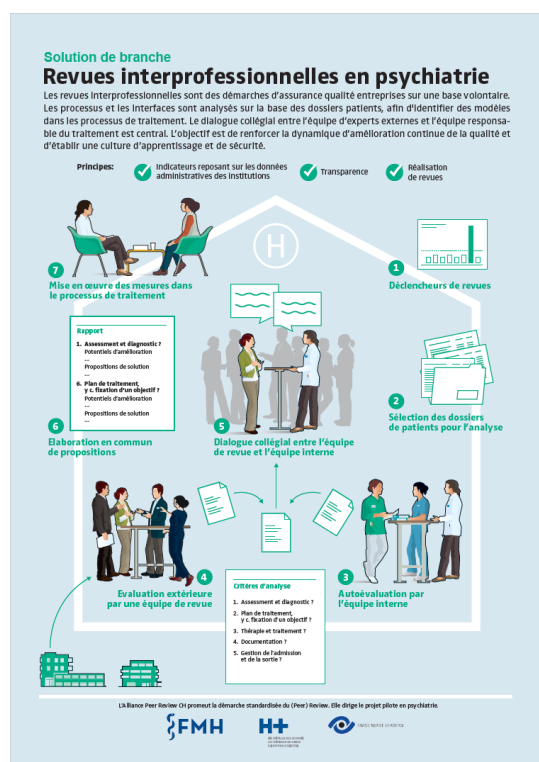 Solution de branche
Revues interprofessionnelles en psychiatrie
Les revues interprofessionnelles sont des démarches d'assurance qualité entreprises sur une base volontaire.
Les processus et les interfaces sont analysés sur la base des dossiers patients, afin d'identifier des modèles
dans les processus de traitement. Le dialogue collégial entre l'équipe d'experts externes et l'équipe responsa-
ble du traitement est central. L'objectif est de renforcer la dynamique d'amélioration continue de la qualité et
d'établir une culture d'apprentissage et de sécurité.
Principes:
Indicateurs reposant sur les données
administratives des institutions
Transparence
Réalisation
de revues
H
1
Déclencheurs de revues
2
Sélection des dossiers
de patients pour l'analyse
3
Autoévaluation par
l'équipe interne
4
Evaluation extérieure
par une équipe de revue
Critères d'analyse
1. Assessment et diagnostic ?
2. Plan de traitement,
y c. fixation d'un objectif ?
3. Thérapie et traitement ?
4. Documentation ?
5. Gestion de l'admission
et de la sortie ?
5
Dialogue collégial entre l'équipe
de revue et l'équipe interne
Rapport
1. Assessment et diagnostic ?
Potentiels d'amélioration
...
Propositions de solution
...
6. Plan de traitement,
y c. fixation d'un objectif ?
Potentiels d'amélioration
...
Propositions de solution
...
6
Elaboration en commun
de propositions
7
Mise en œuvre des mesures dans
le processus de traitement
L'Alliance Peer Review CH promeut la démarche standardisée du (Peer) Review. Elle dirige le projet pilote en psychiatrie.
FMH
H+